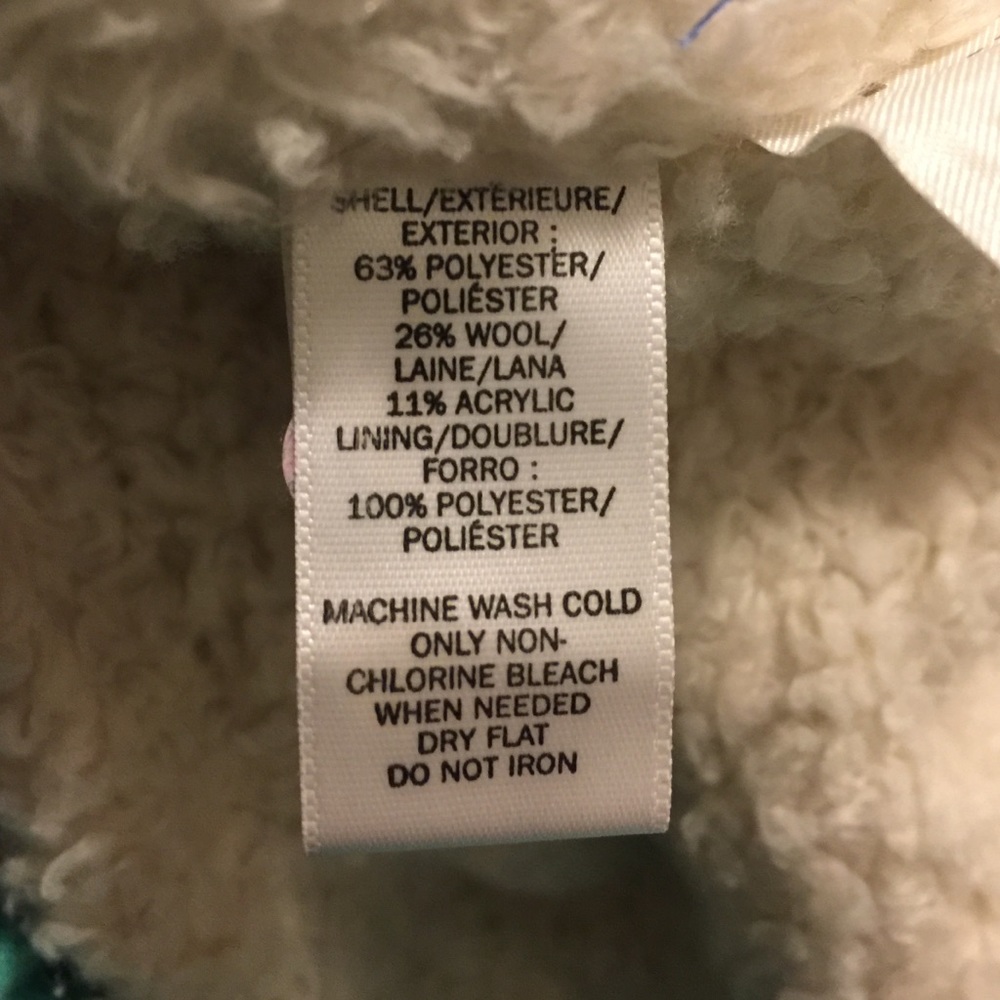 SHELL/EXTÉRIEURE/
EXTERIOR :
63% POLYESTER/
POLIÉSTER
26% WOOL/
LAINE/LANA
11% ACRYLIC
LINING/DOUBLURE/
FORRO :
100% POLYESTER/
POLIÉSTER
MACHINE WASH COLD
ONLY NON-
CHLORINE BLEACH
WHEN NEEDED
DRY FLAT
DO NOT IRON